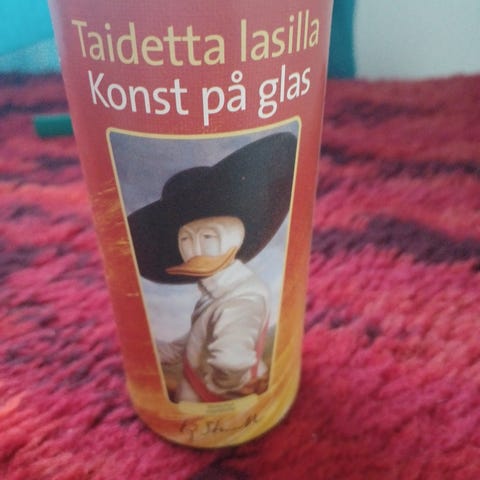 Taidetta lasilla
Konst på glas